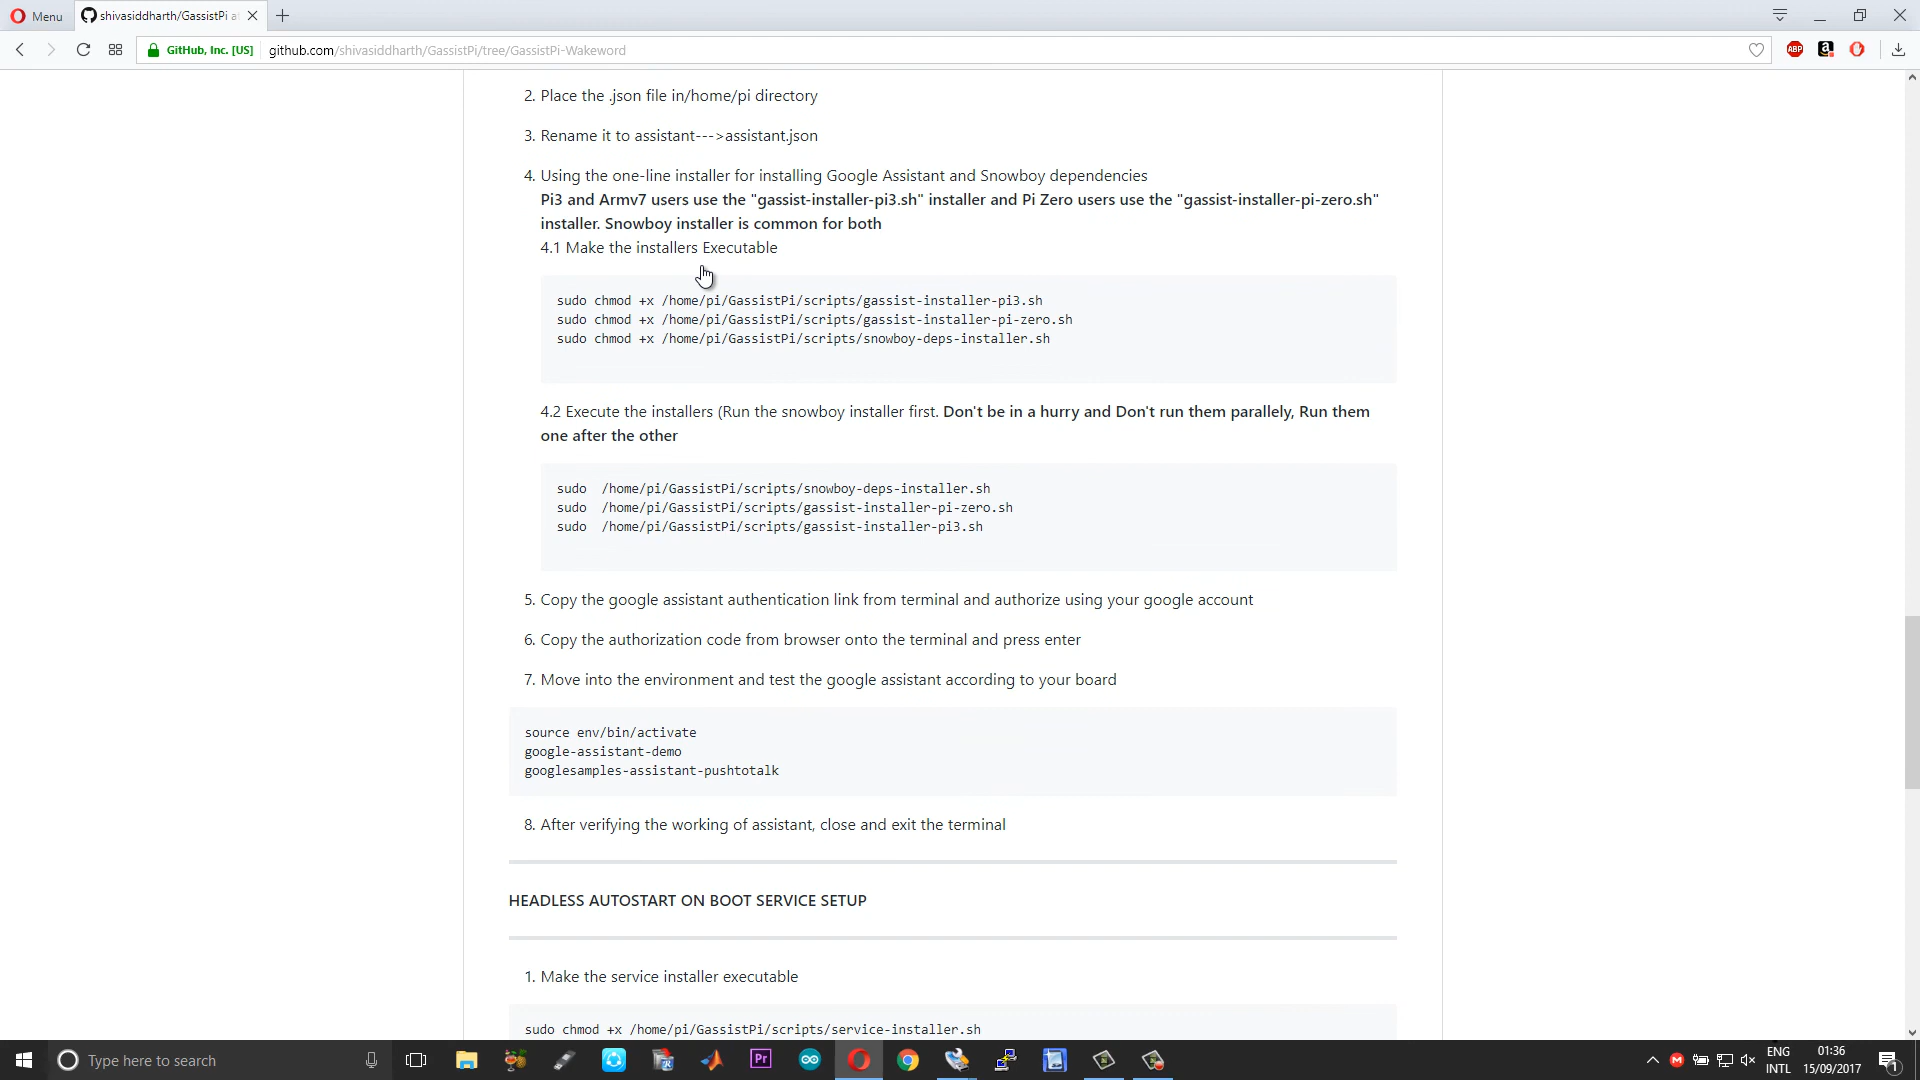 Menu
shivasiddharth/GassistPi a
GitHub, Inc. [US]
github.com/shivasiddharth/GassistPi/tree/GassistPi-Wakeword
ABP
a
2. Place the .json file in/home/pi directory
3. Rename it to assistant--->assistant.json
4. Using the one-line installer for installing Google Assistant and Snowboy dependencies
Pi3 and Armv7 users use the "gassist-installer-pi3.sh" installer and Pi Zero users use the "gassist-installer-pi-zero.sh"
installer. Snowboy installer is common for both
4.1 Make the installers Executable
sudo chmod +x /home/pi/GassistPi/scripts/gassist-installer-pi3.sh
sudo chmod +x /home/pi/GassistPi/scripts/gassist-installer-pi-zero.sh
sudo chmod +x /home/pi/GassistPi/scripts/snowboy-deps-installer.sh
4.2 Execute the installers (Run the snowboy installer first. Don't be in a hurry and Don't run them parallely, Run them
one after the other
sudo  /home/pi/GassistPi/scripts/snowboy-deps-installer.sh
sudo  /home/pi/GassistPi/scripts/gassist-installer-pi-zero.sh
sudo  /home/pi/GassistPi/scripts/gassist-installer-pi3.sh
5. Copy the google assistant authentication link from terminal and authorize using your google account
6. Copy the authorization code from browser onto the terminal and press enter
7. Move into the environment and test the google assistant according to your board
source env/bin/activate
google-assistant-demo
googlesamples-assistant-pushtotalk
8. After verifying the working of assistant, close and exit the terminal
HEADLESS AUTOSTART ON BOOT SERVICE SETUP
1. Make the service installer executable
sudo chmod +x /home/pi/GassistPi/scripts/service-installer.sh
Type here to search
Pr
ENG
INTL
01:36
15/09/2017
1